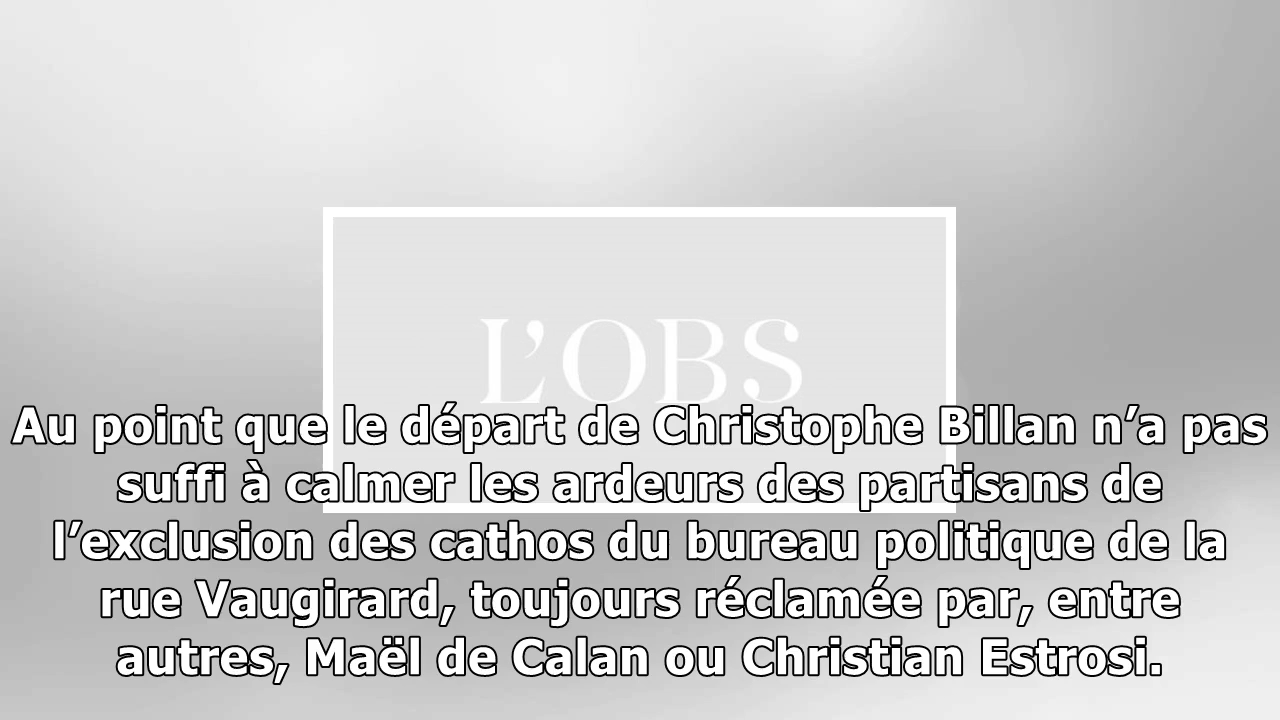 L'OBS
Au point que le départ de Christophe Billan n’a pas
suffi à calmer les ardeurs des partisans de
l’exclusion des cathos du bureau politique de la
rue Vaugirard, toujours réclamée par, entre
autres, Maël de Calan ou Christian Estrosi.